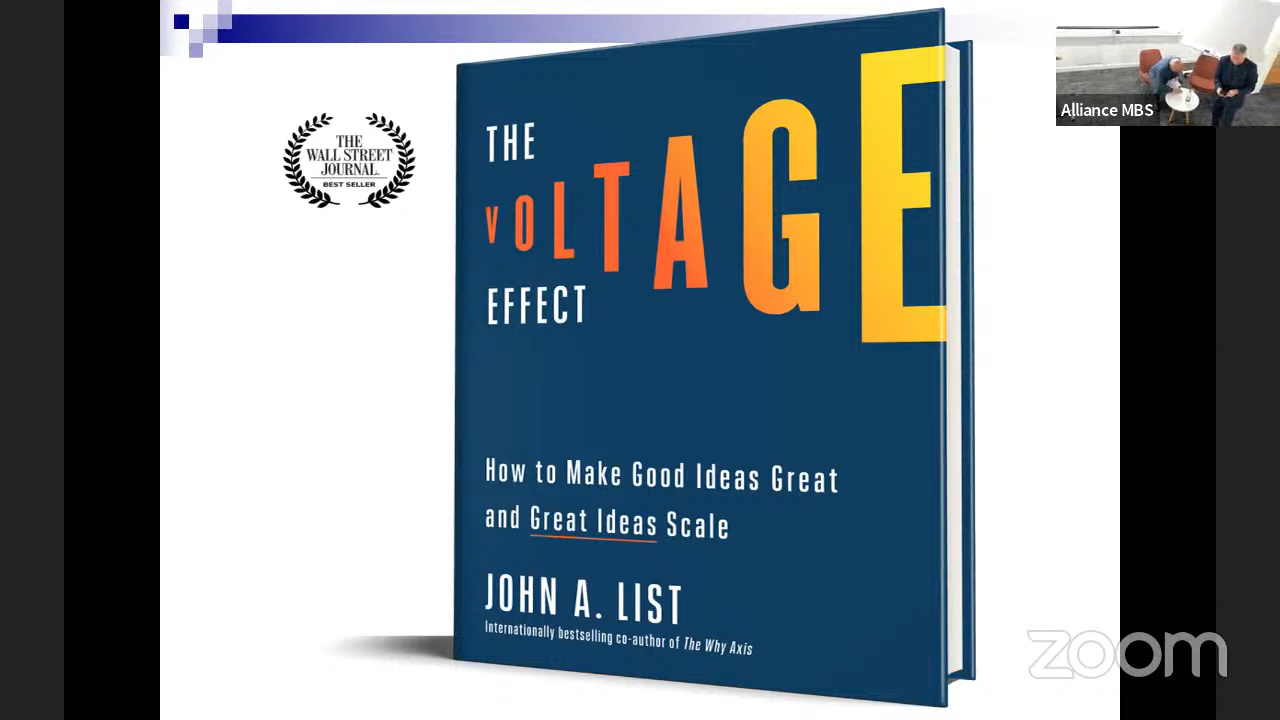 THE
WALL STREET
JOURNAL.
BEST SELLER
THE
VOLTAGE
EFFECT
How to Make Good Ideas Great
and Great Ideas Scale
JOHN A. LIST
Internationally bestselling co-author of The Why Axis
Alliance MBS
zoom